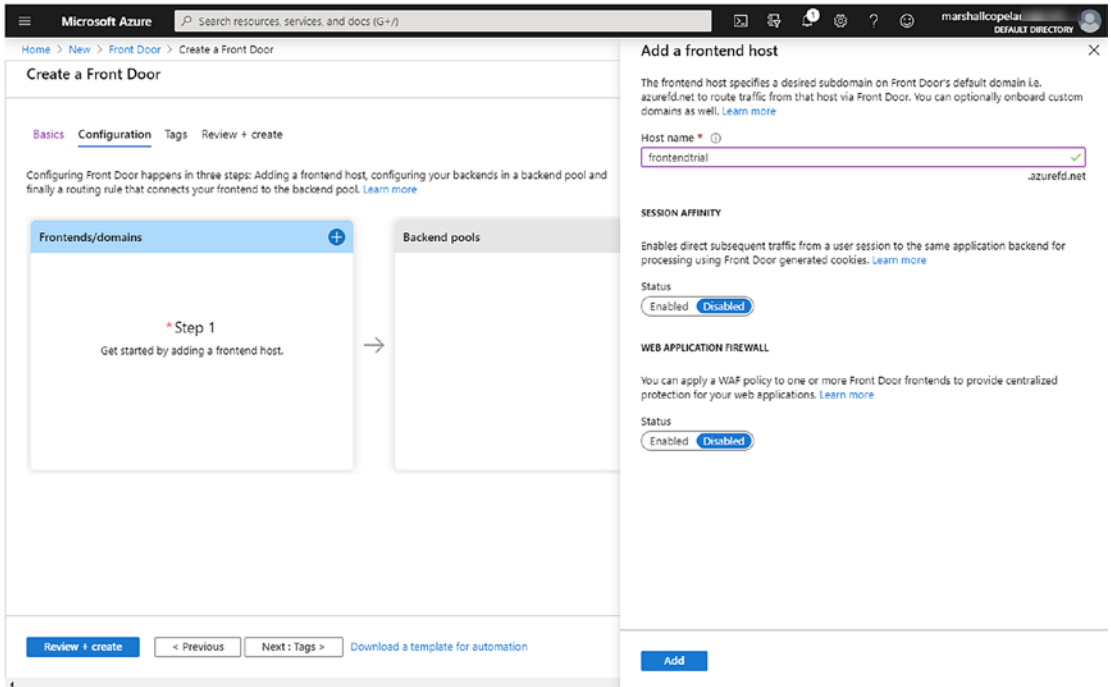 Microsoft Azure
Search resources, services, and docs (G+/)
1
?
marshallcopelan
DEFAULT DIRECTORY
Home > New > Front Door > Create a Front Door
Create a Front Door
Basics Configuration Tags Review + create
Configuring Front Door happens in three steps: Adding a frontend host, configuring your backends in a backend pool and
finally a routing rule that connects your frontend to the backend pool. Learn more
Frontends/domains
* Step 1
Get started by adding a frontend host.
Backend pools
Review + create
< Previous
Next : Tags >
Download a template for automation
Add a frontend host
The frontend host specifies a desired subdomain on Front Door's default domain i.e.
azurefd.net to route traffic from that host via Front Door. You can optionally onboard custom
domains as well. Learn more
Host name *
frontendtrial
.azurefd.net
SESSION AFFINITY
Enables direct subsequent traffic from a user session to the same application backend for
processing using Front Door generated cookies. Learn more
Status
Enabled Disabled
WEB APPLICATION FIREWALL
You can apply a WAF policy to one or more Front Door frontends to provide centralized
protection for your web applications. Learn more
Status
Enabled Disabled
Add